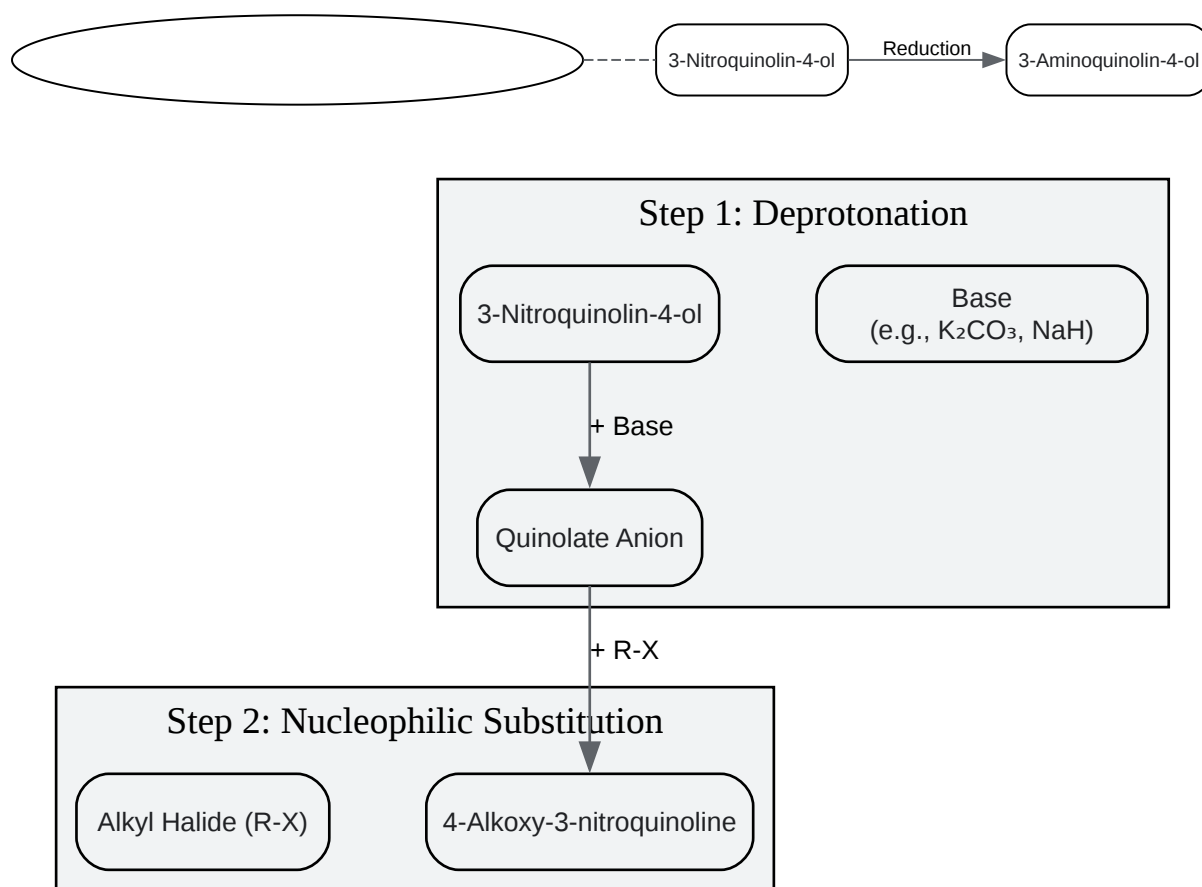 3-Nitroquinolin-4-ol
Reduction
3-Aminoquinolin-4-ol
Step 1: Deprotonation
3-Nitroquinolin-4-ol
Base
(e.g., K₂CO₃, NaH)
+ Base
Quinolate Anion
+ R-X
Step 2: Nucleophilic Substitution
Alkyl Halide (R-X)
4-Alkoxy-3-nitroquinoline